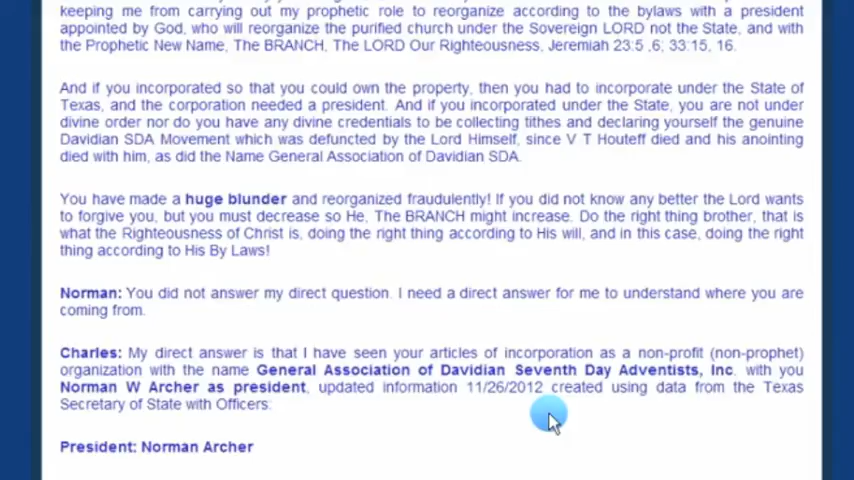 keeping me from carrying out my prophetic role to reorganize according to the bylaws with a president
appointed by God, who will reorganize the purified church under the Sovereign LORD not the State, and with
the Prophetic New Name, The BRANCH, The LORD Our Righteousness, Jeremiah 23:5 ,6; 33:15, 16.
And if you incorporated so that you could own the property, then you had to incorporate under the State of
Texas, and the corporation needed a president. And if you incorporated under the State, you are not under
divine order nor do you have any divine credentials to be collecting tithes and declaring yourself the genuine
Davidian SDA Movement which was defuncted by the Lord Himself, since V T Houteff died and his anointing
died with him, as did the Name General Association of Davidian SDA.
You have made a huge blunder and reorganized fraudulently! If you did not know any better the Lord wants
to forgive you, but you must decrease so He, The BRANCH might increase. Do the right thing brother, that is
what the Righteousness of Christ is, doing the right thing according to His will, and in this case, doing the right
thing according to His By Laws!
Norman: You did not answer my direct question. I need a direct answer for me to understand where you are
coming from.
Charles: My direct answer is that I have seen your articles of incorporation as a non-profit (non-prophet)
organization with the name General Association of Davidian Seventh Day Adventists, Inc. with you
Norman W Archer as president, updated information 11/26/2012 created using data from the Texas
Secretary of State with Officers:
President: Norman Archer